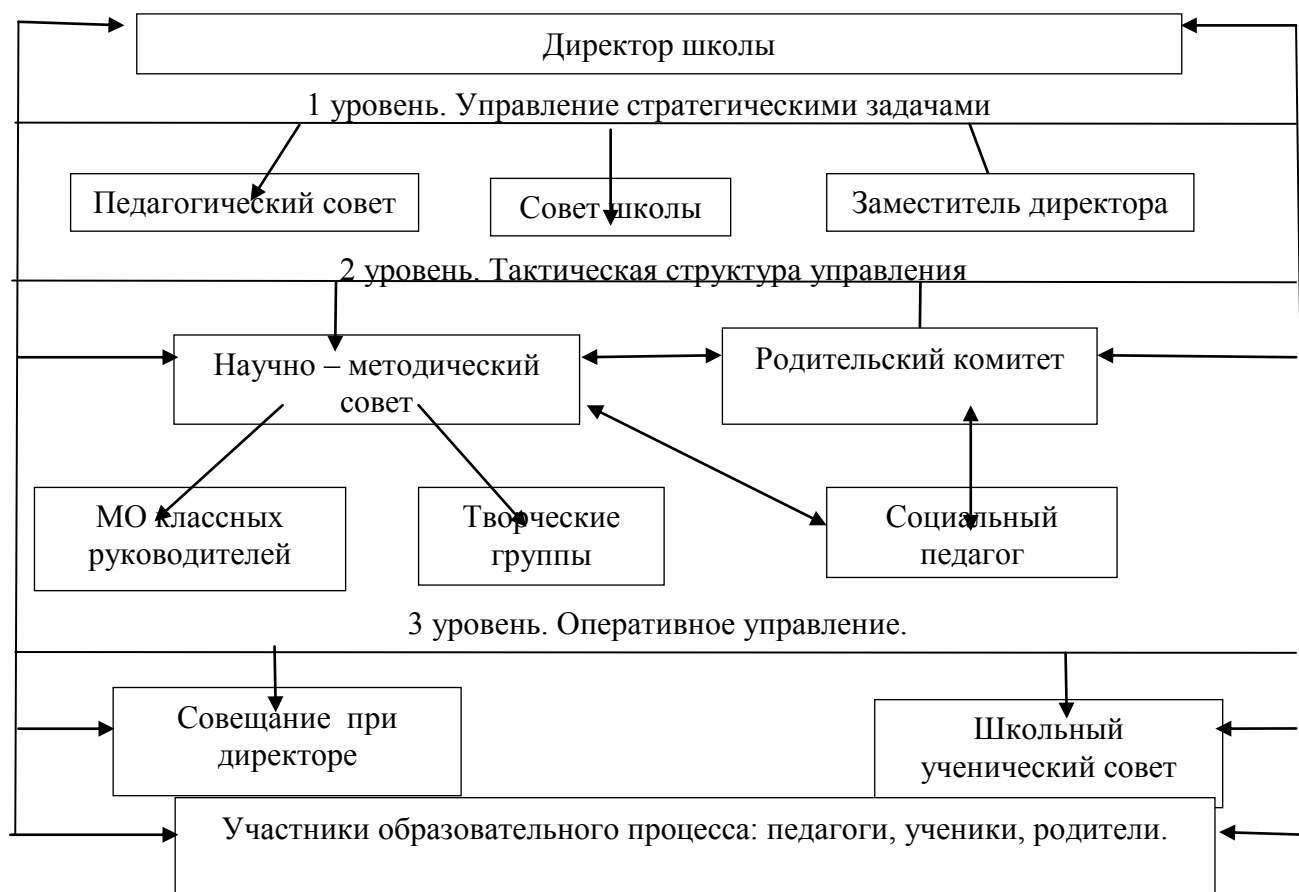 Директор школы
1 уровень. Управление стратегическими задачами
Педагогический совет
Совет школы
Заместитель директора
2 уровень. Тактическая структура управления
Научно – методический
совет
Родительский комитет
МО классных
руководителей
Творческие
группы
Социальный
педагог
3 уровень. Оперативное управление.
Совещание при
директоре
Школьный
ученический совет
Участники образовательного процесса: педагоги, ученики, родители.